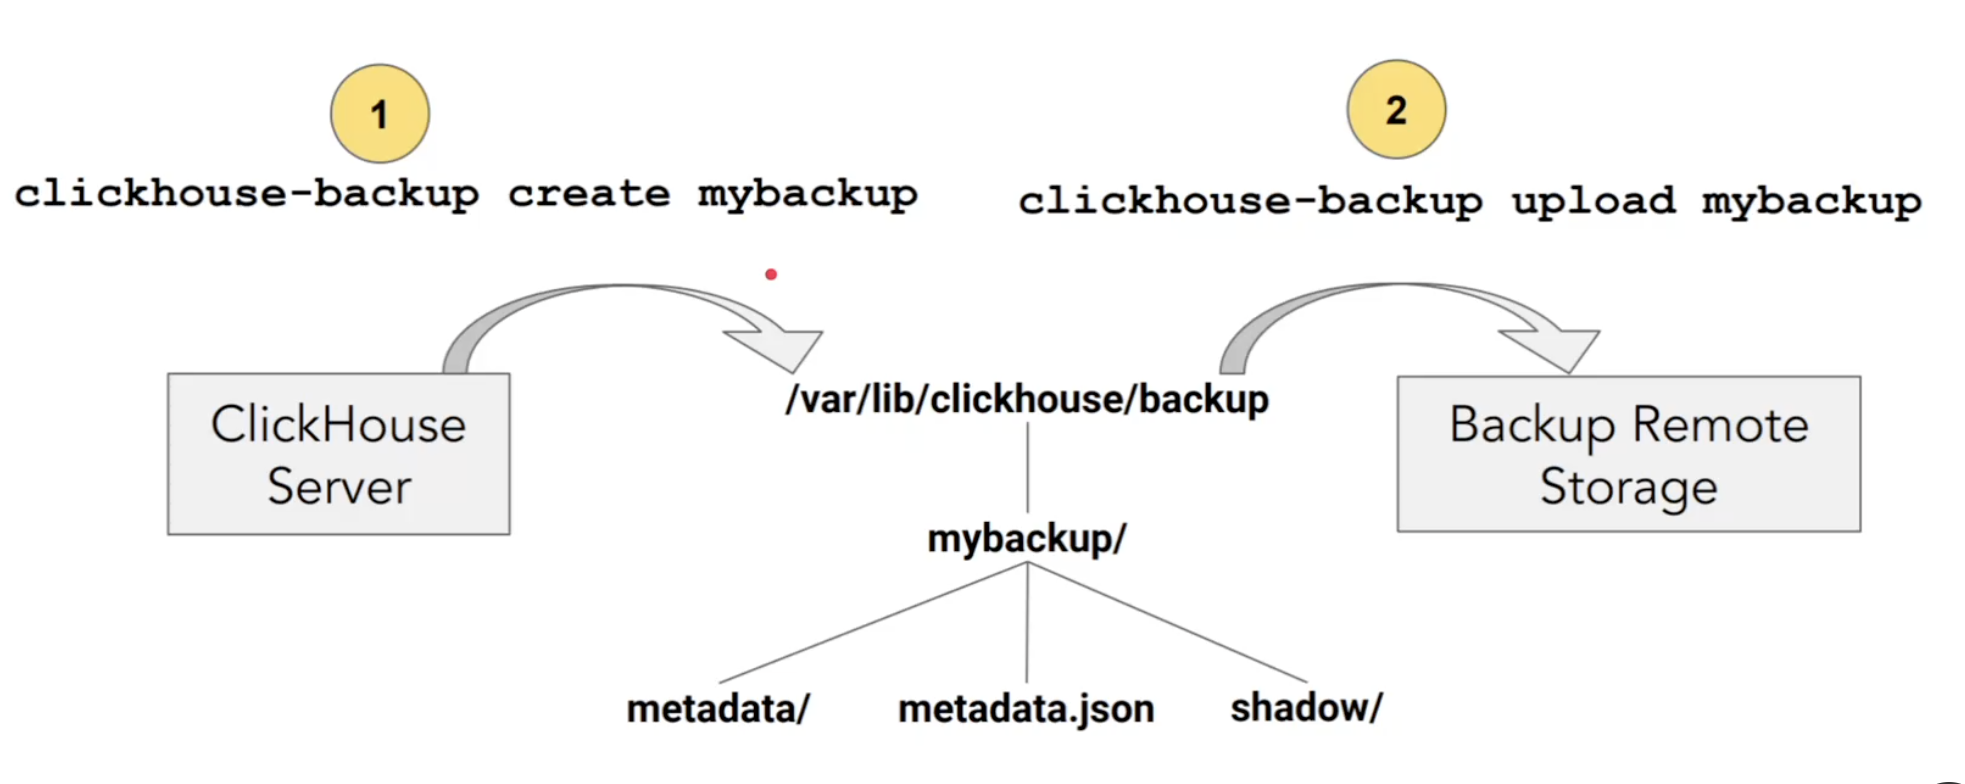 1
clickhouse-backup create mybackup
2
clickhouse-backup upload mybackup
ClickHouse
Server
/var/lib/clickhouse/backup
mybackup/
metadata/
metadata.json
shadow/
Backup Remote
Storage